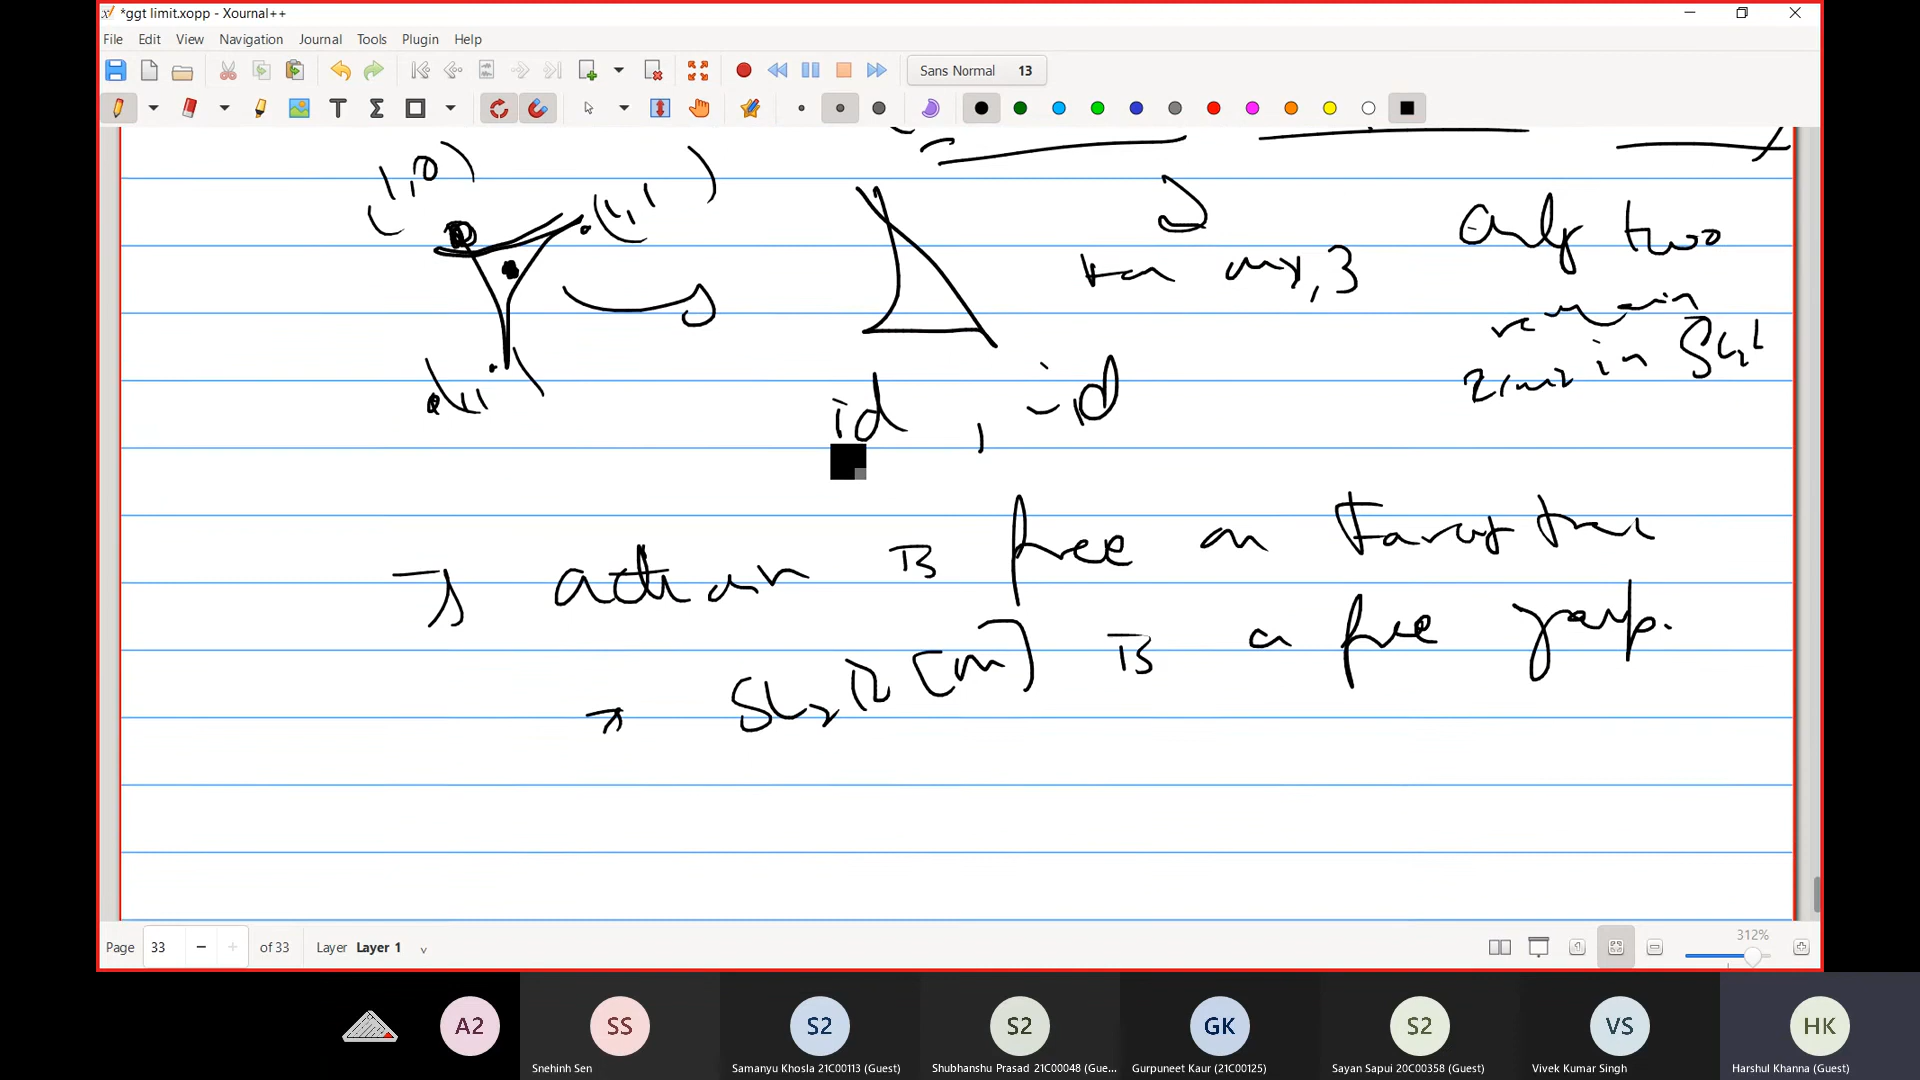 *ggt limit.xopp - Xournal++
File Edit View Navigation Journal Tools Plugin Help
Sans Normal 13
(1,0)
(1,1)
Only two
for any, 3
remain
in SL2
id, -id
→ action is free on Farey tree
→ SL2 Z[m] is a free group.
Page 33 of 33 Layer Layer 1 312%
A2 SS S2 S2 GK S2 VS HK
Snehinh Sen Samanyu Khosla 21C00113 (Guest) Shubhanshu Prasad 21C00048 (Gue... Gurpuneet Kaur (21C00125) Sayan Sapui 20C00358 (Guest) Vivek Kumar Singh Harshul Khanna (Guest)